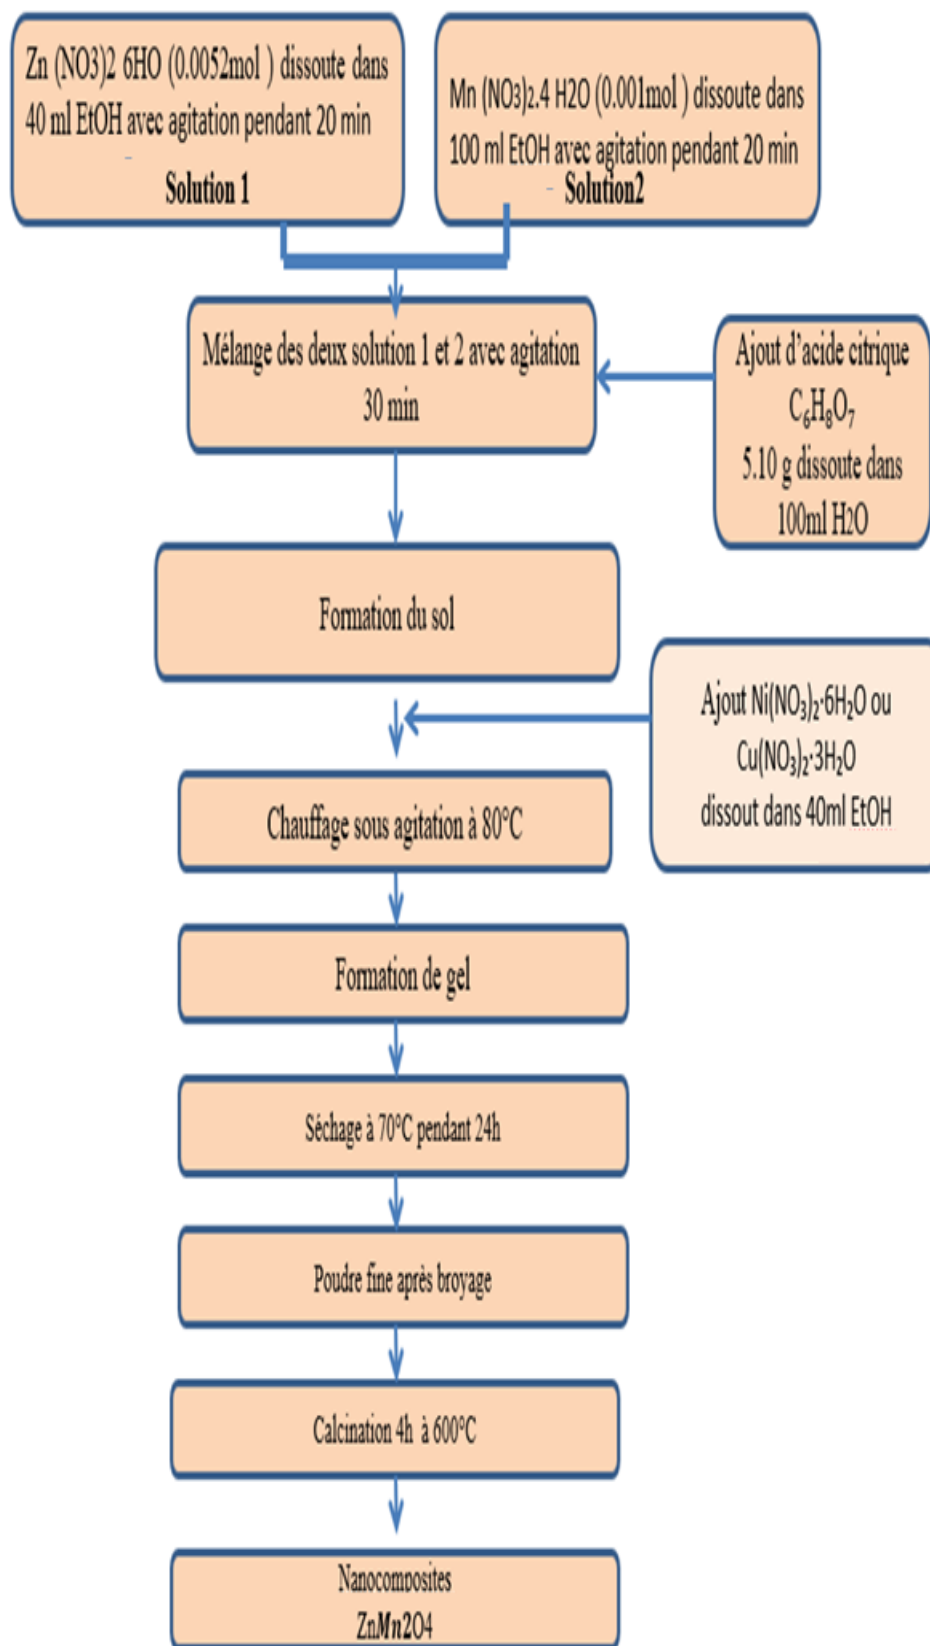 Zn (NO3)2 6HO (0.0052mol ) dissoute dans
40 ml EtOH avec agitation pendant 20 min
Solution 1
Mn (NO3)₂.4 H2O (0.001mol ) dissoute dans
100 ml EtOH avec agitation pendant 20 min
Solution2
Mélange des deux solution 1 et 2 avec agitation
30 min
Ajout d’acide citrique
C₆H₈O₇
5.10 g dissoute dans
100ml H2O
Formation du sol
Ajout Ni(NO₃)₂·6H₂O ou
Cu(NO₃)₂·3H₂O
dissout dans 40ml EtOH
Chauffage sous agitation à 80°C
Formation de gel
Séchage à 70°C pendant 24h
Poudre fine après broyage
Calcination 4h à 600°C
Nanocomposites
ZnMn2O4